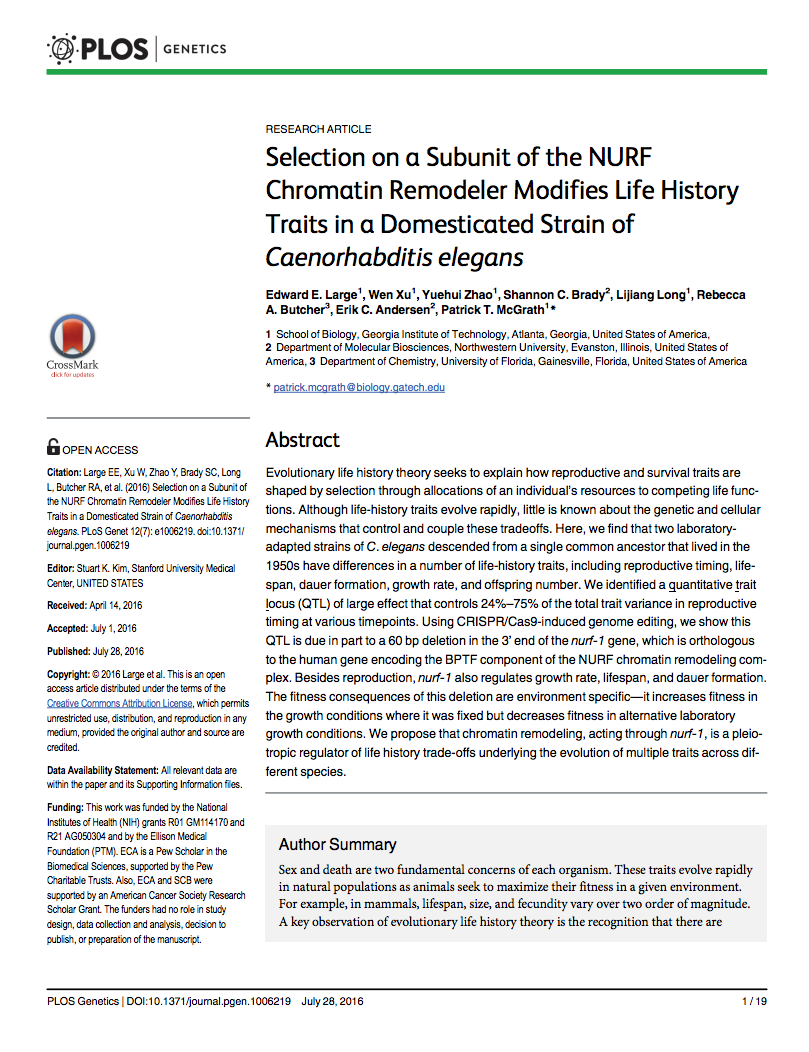 PLOS | GENETICS
RESEARCH ARTICLE
Selection on a Subunit of the NURF
Chromatin Remodeler Modifies Life History
Traits in a Domesticated Strain of
Caenorhabditis elegans
Edward E. Large1, Wen Xu1, Yuehui Zhao1, Shannon C. Brady2, Lijiang Long1, Rebecca
A. Butcher3, Erik C. Andersen2, Patrick T. McGrath1*
1 School of Biology, Georgia Institute of Technology, Atlanta, Georgia, United States of America,
2 Department of Molecular Biosciences, Northwestern University, Evanston, Illinois, United States of
America, 3 Department of Chemistry, University of Florida, Gainesville, Florida, United States of America
* patrick.mcgrath@biology.gatech.edu
CrossMark
click for updates
OPEN ACCESS
Citation: Large EE, Xu W, Zhao Y, Brady SC, Long
L, Butcher RA, et al. (2016) Selection on a Subunit of
the NURF Chromatin Remodeler Modifies Life History
Traits in a Domesticated Strain of Caenorhabditis
elegans. PLoS Genet 12(7): e1006219. doi:10.1371/
journal.pgen.1006219
Editor: Stuart K. Kim, Stanford University Medical
Center, UNITED STATES
Received: April 14, 2016
Accepted: July 1, 2016
Published: July 28, 2016
Copyright: © 2016 Large et al. This is an open
access article distributed under the terms of the
Creative Commons Attribution License, which permits
unrestricted use, distribution, and reproduction in any
medium, provided the original author and source are
credited.
Data Availability Statement: All relevant data are
within the paper and its Supporting Information files.
Funding: This work was funded by the National
Institutes of Health (NIH) grants R01 GM114170 and
R21 AG050304 and by the Ellison Medical
Foundation (PTM). ECA is a Pew Scholar in the
Biomedical Sciences, supported by the Pew
Charitable Trusts. Also, ECA and SCB were
supported by an American Cancer Society Research
Scholar Grant. The funders had no role in study
design, data collection and analysis, decision to
publish, or preparation of the manuscript.
Abstract
Evolutionary life history theory seeks to explain how reproductive and survival traits are
shaped by selection through allocations of an individual's resources to competing life func-
tions. Although life-history traits evolve rapidly, little is known about the genetic and cellular
mechanisms that control and couple these tradeoffs. Here, we find that two laboratory-
adapted strains of C. elegans descended from a single common ancestor that lived in the
1950s have differences in a number of life-history traits, including reproductive timing, life-
span, dauer formation, growth rate, and offspring number. We identified a quantitative trait
locus (QTL) of large effect that controls 24%–75% of the total trait variance in reproductive
timing at various timepoints. Using CRISPR/Cas9-induced genome editing, we show this
QTL is due in part to a 60 bp deletion in the 3' end of the nurf-1 gene, which is orthologous
to the human gene encoding the BPTF component of the NURF chromatin remodeling com-
plex. Besides reproduction, nurf-1 also regulates growth rate, lifespan, and dauer formation.
The fitness consequences of this deletion are environment specific—it increases fitness in
the growth conditions where it was fixed but decreases fitness in alternative laboratory
growth conditions. We propose that chromatin remodeling, acting through nurf-1, is a pleio-
tropic regulator of life history trade-offs underlying the evolution of multiple traits across dif-
ferent species.
Author Summary
Sex and death are two fundamental concerns of each organism. These traits evolve rapidly
in natural populations as animals seek to maximize their fitness in a given environment.
For example, in mammals, lifespan, size, and fecundity vary over two order of magnitude.
A key observation of evolutionary life history theory is the recognition that there are
PLOS Genetics | DOI:10.1371/journal.pgen.1006219 July 28, 2016
1 / 19